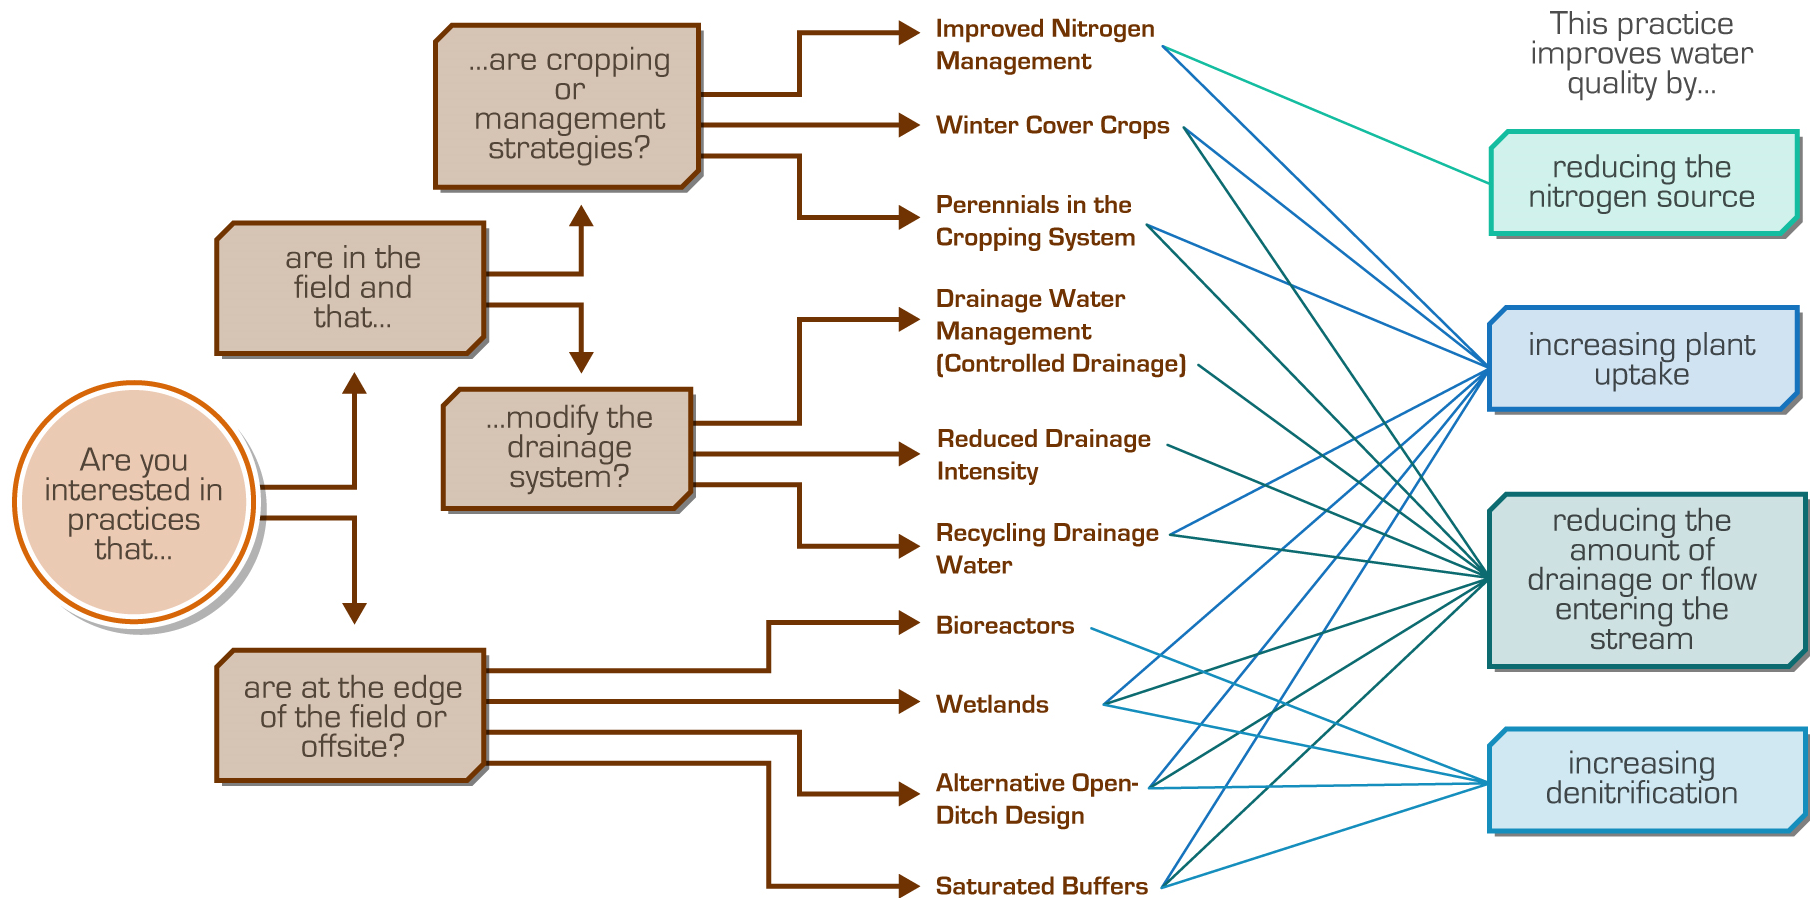 Are you
interested in
practices
that...
are in the
field and
that...
...are cropping
or
management
strategies?
...modify the
drainage
system?
are at the edge
of the field or
offsite?
Improved Nitrogen
Management
Winter Cover Crops
Perennials in the
Cropping System
Drainage Water
Management
(Controlled Drainage)
Reduced Drainage
Intensity
Recycling Drainage
Water
Bioreactors
Wetlands
Alternative Open-
Ditch Design
Saturated Buffers
This practice
improves water
quality by...
reducing the
nitrogen source
increasing plant
uptake
reducing the
amount of
drainage or flow
entering the
stream
increasing
denitrification